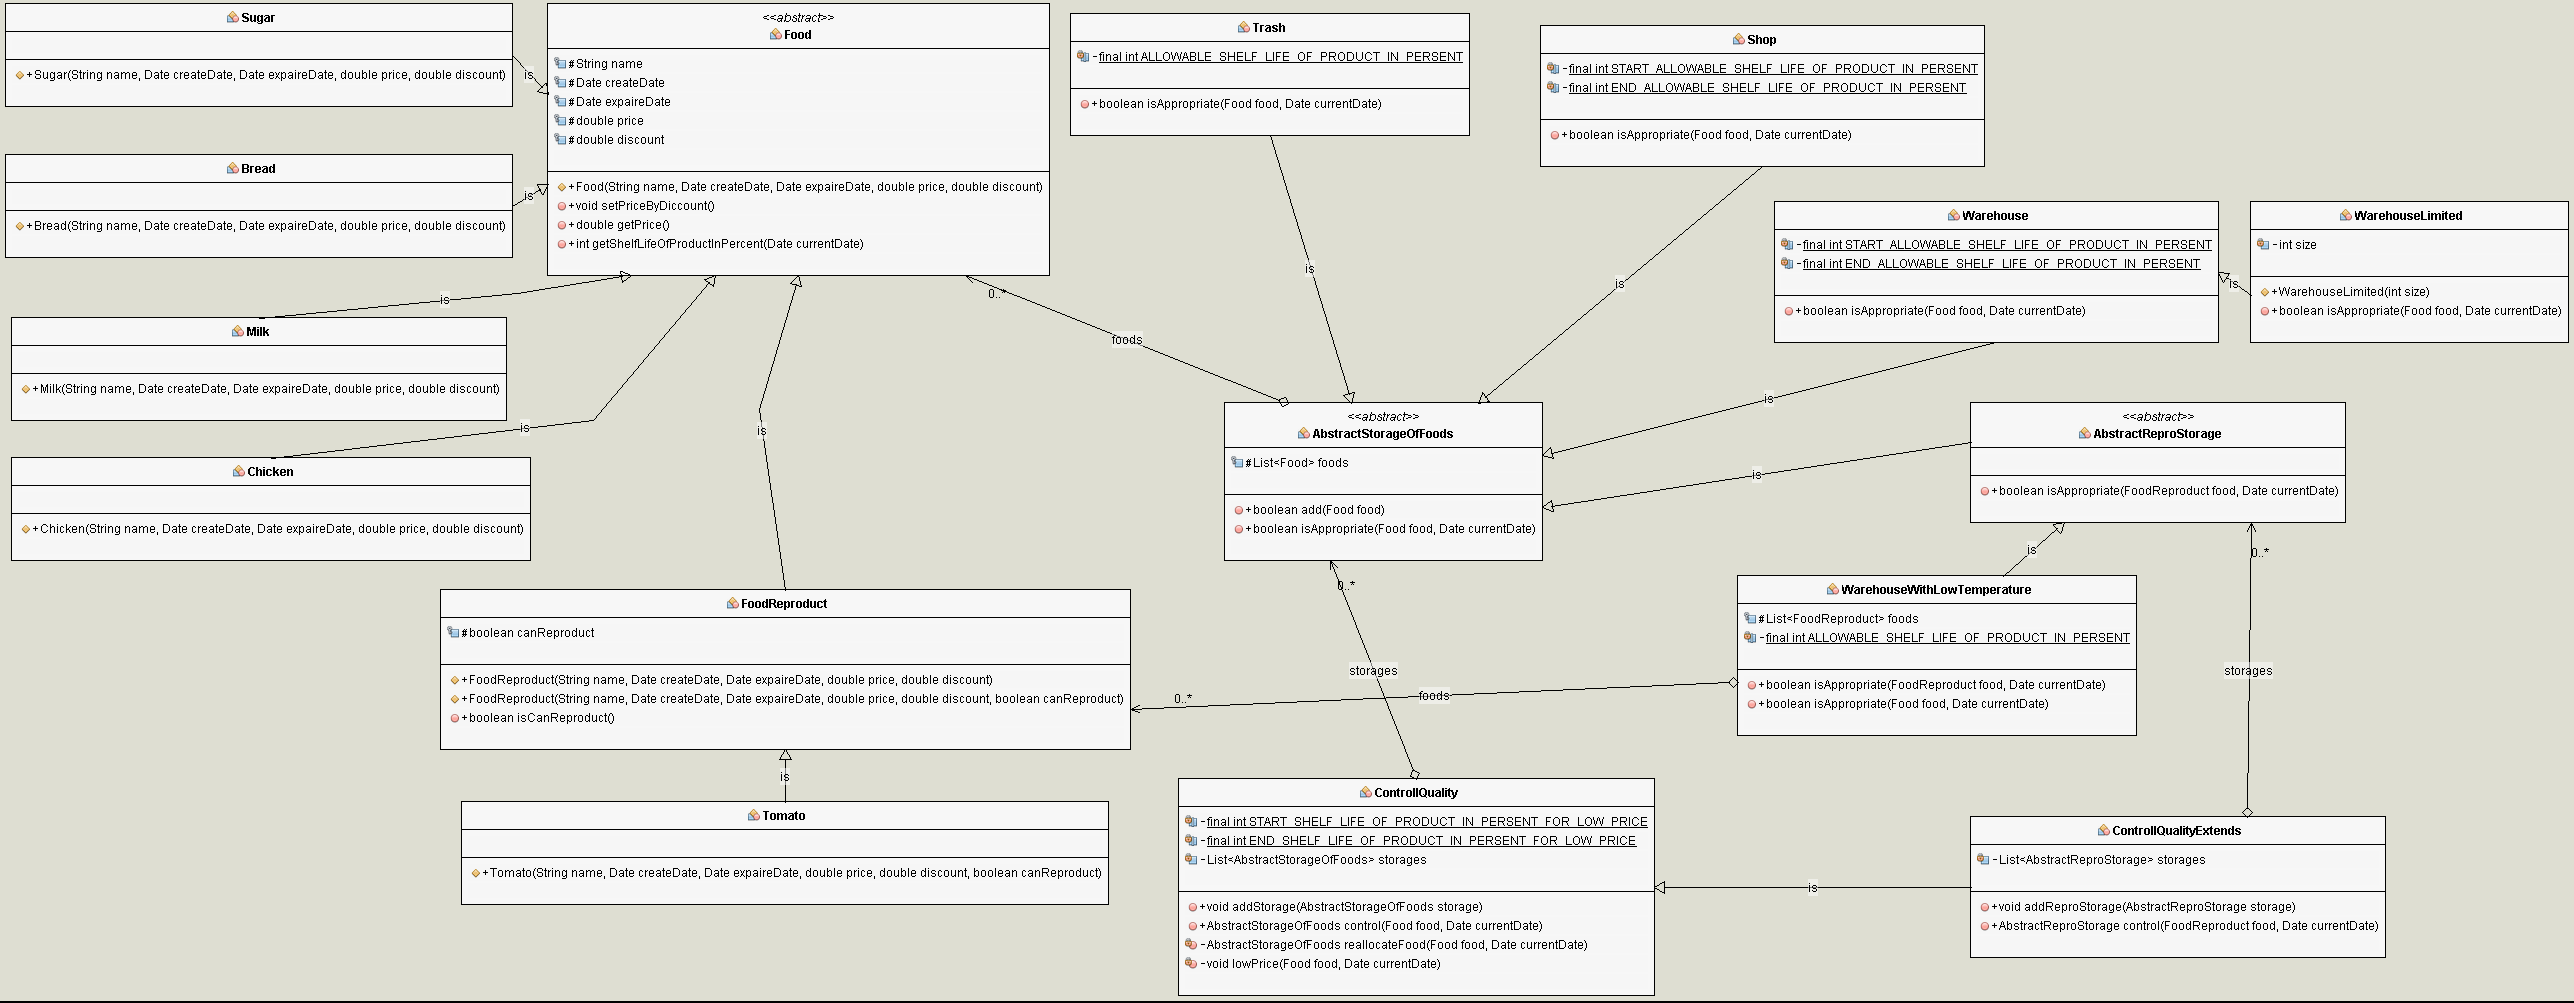 Sugar
+Sugar(String name, Date createDate, Date expaireDate, double price, double discount)
is
Bread
+Bread(String name, Date createDate, Date expaireDate, double price, double discount)
is
Milk
+Milk(String name, Date createDate, Date expaireDate, double price, double discount)
is
Chicken
+Chicken(String name, Date createDate, Date expaireDate, double price, double discount)
is
<<abstract>>
Food
#String name
#Date createDate
#Date expaireDate
#double price
#double discount
+Food(String name, Date createDate, Date expaireDate, double price, double discount)
+void setPriceByDiccount()
+double getPrice()
+int getShelfLifeOfProductInPercent(Date currentDate)
is
0..*
foods
FoodReproduct
#boolean canReproduct
+FoodReproduct(String name, Date createDate, Date expaireDate, double price, double discount)
+FoodReproduct(String name, Date createDate, Date expaireDate, double price, double discount, boolean canReproduct)
+boolean isCanReproduct()
is
Tomato
+Tomato(String name, Date createDate, Date expaireDate, double price, double discount, boolean canReproduct)
Trash
-final int ALLOWABLE_SHELF_LIFE_OF_PRODUCT_IN_PERSENT
+boolean isAppropriate(Food food, Date currentDate)
is
Shop
-final int START_ALLOWABLE_SHELF_LIFE_OF_PRODUCT_IN_PERSENT
-final int END_ALLOWABLE_SHELF_LIFE_OF_PRODUCT_IN_PERSENT
+boolean isAppropriate(Food food, Date currentDate)
is
Warehouse
-final int START_ALLOWABLE_SHELF_LIFE_OF_PRODUCT_IN_PERSENT
-final int END_ALLOWABLE_SHELF_LIFE_OF_PRODUCT_IN_PERSENT
+boolean isAppropriate(Food food, Date currentDate)
is
WarehouseLimited
-int size
+WarehouseLimited(int size)
+boolean isAppropriate(Food food, Date currentDate)
is
<<abstract>>
AbstractStorageOfFoods
#List<Food> foods
+boolean add(Food food)
+boolean isAppropriate(Food food, Date currentDate)
is
<<abstract>>
AbstractReproStorage
+boolean isAppropriate(FoodReproduct food, Date currentDate)
is
0..*
0..*
WarehouseWithLowTemperature
#List<FoodReproduct> foods
-final int ALLOWABLE_SHELF_LIFE_OF_PRODUCT_IN_PERSENT
+boolean isAppropriate(FoodReproduct food, Date currentDate)
+boolean isAppropriate(Food food, Date currentDate)
storages
storages
0..*
foods
ControllQuality
-final int START_SHELF_LIFE_OF_PRODUCT_IN_PERSENT_FOR_LOW_PRICE
-final int END_SHELF_LIFE_OF_PRODUCT_IN_PERSENT_FOR_LOW_PRICE
-List<AbstractStorageOfFoods> storages
+void addStorage(AbstractStorageOfFoods storage)
+AbstractStorageOfFoods control(Food food, Date currentDate)
-AbstractStorageOfFoods reallocateFood(Food food, Date currentDate)
-void lowPrice(Food food, Date currentDate)
is
ControllQualityExtends
-List<AbstractReproStorage> storages
+void addReproStorage(AbstractReproStorage storage)
+AbstractReproStorage control(FoodReproduct food, Date currentDate)